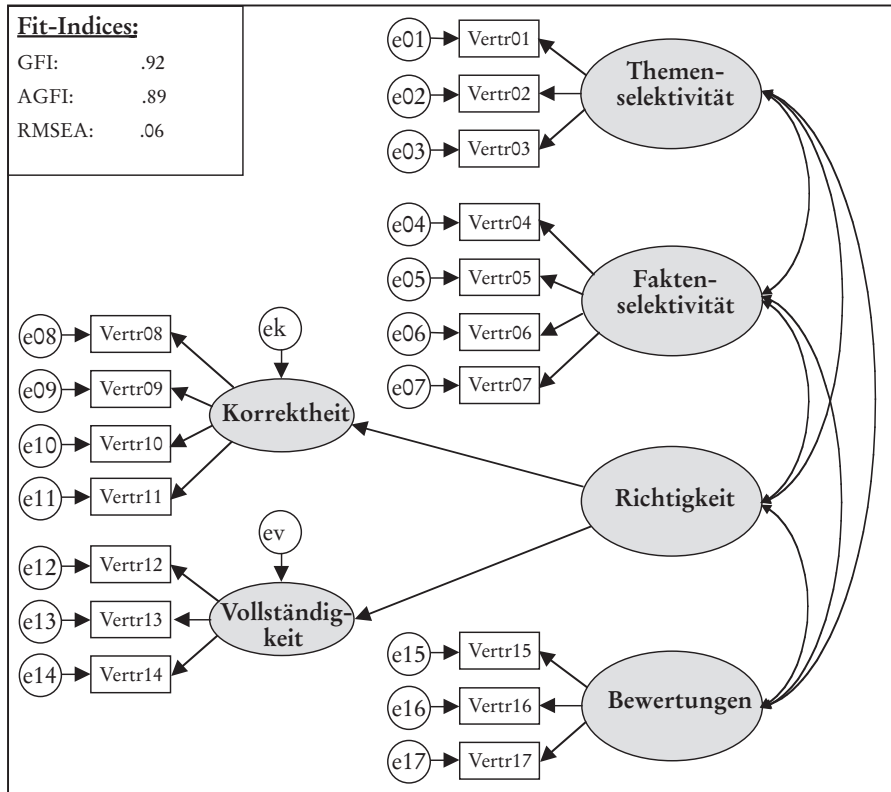 Fit-Indices:
GFI: .92
AGFI: .89
RMSEA: .06
e01 Vertr01
e02 Vertr02
e03 Vertr03
Themen-
selektivität
e04 Vertr04
e05 Vertr05
e06 Vertr06
e07 Vertr07
Fakten-
selektivität
e08 Vertr08
e09 Vertr09
e10 Vertr10
e11 Vertr11
ek
Korrektheit
Richtigkeit
e12 Vertr12
e13 Vertr13
e14 Vertr14
ev
Vollständig-
keit
e15 Vertr15
e16 Vertr16
e17 Vertr17
Bewertungen